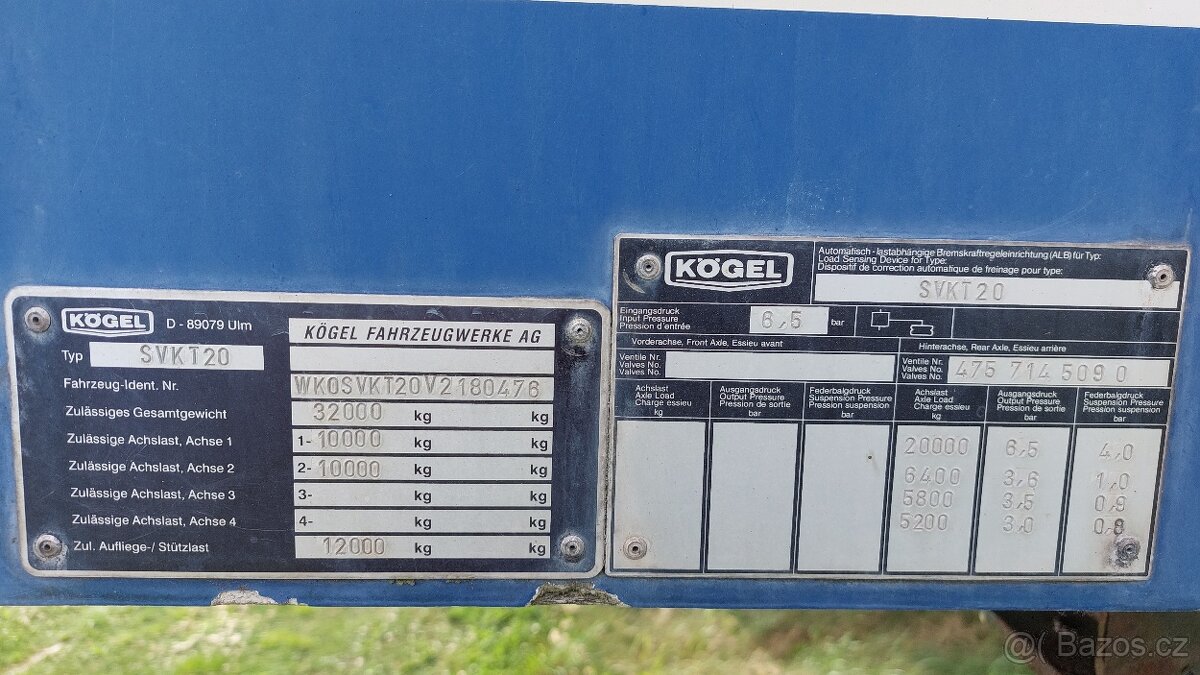 KÖGEL D - 89079 Ulm
KÖGEL FAHRZEUGWERKE AG
Typ SVKT20
Fahrzeug-Ident. Nr. WK0SVKT20V2180476
Zulässiges Gesamtgewicht 32000 kg kg
Zulässige Achslast, Achse 1 1- 10000 kg kg
Zulässige Achslast, Achse 2 2- 10000 kg kg
Zulässige Achslast, Achse 3 3- kg kg
Zulässige Achslast, Achse 4 4- kg kg
Zul. Aufliege-/ Stützlast 12000 kg kg
KÖGEL
Automatisch - lastabhängige Bremskraftregeleinrichtung (ALB) für Typ:
Load Sensing Device for Type:
Dispositif de correction automatique de freinage pour type:
SVKT20
Eingangsdruck
Input Pressure
Pression d'entrée
6,5 bar
Vorderachse, Front Axle, Essieu avant
Hinterachse, Rear Axle, Essieu arrière
Ventile Nr.
Valves No.
Valves No.
Ventile Nr.
Valves No.
Valves No.
475 714 509 0
Achslast
Axle Load
Charge essieu
kg
Ausgangsdruck
Output Pressure
Pression de sortie
bar
Federbalgdruck
Suspension Pressure
Pression suspension
bar
Achslast
Axle Load
Charge essieu
kg
Ausgangsdruck
Output Pressure
Pression de sortie
bar
Federbalgdruck
Suspension Pressure
Pression suspension
bar
20000 6,5 4,0
6400 3,6 1,0
5800 3,5 0,9
5200 3,0 0,8
@ Bazos.cz